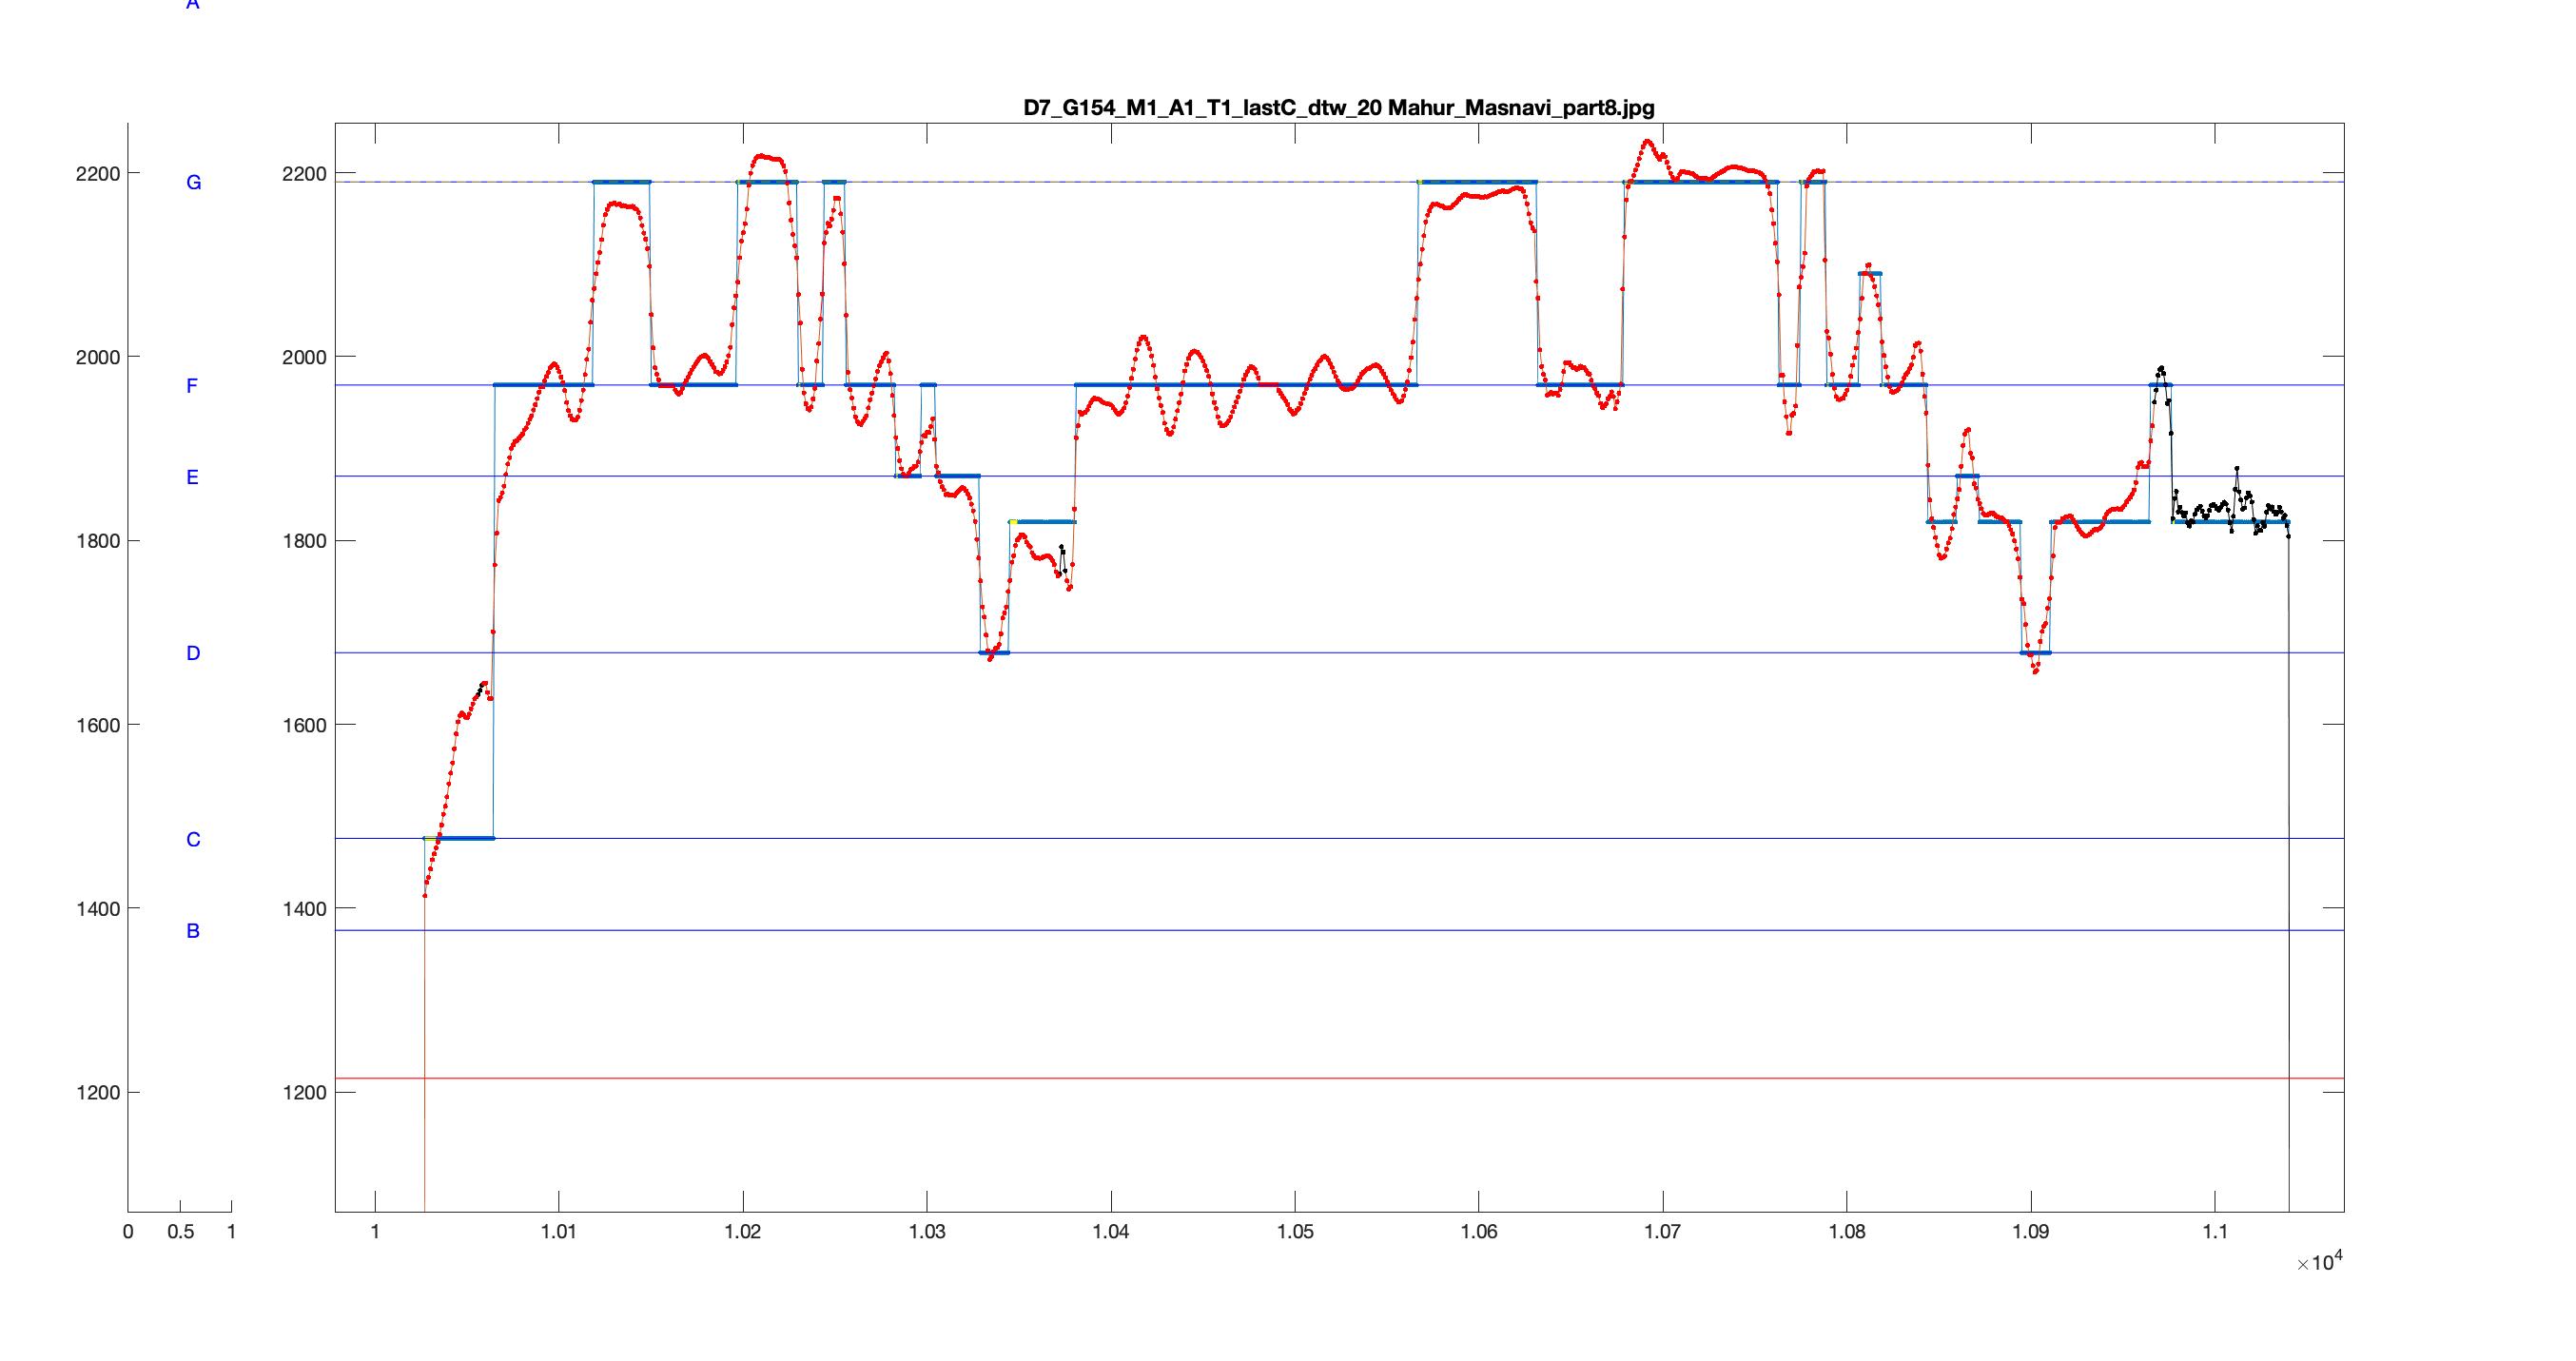 A
D7_G154_M1_A1_T1_lastC_dtw_20 Mahur_Masnavi_part8.jpg
2200
G
2200
2000
2000
F
E
1800
1800
D
1600
1600
C
1400
1400
B
1200
1200
0 0.5 1
1 1.01 1.02 1.03 1.04 1.05 1.06 1.07 1.08 1.09 1.1
×10⁴